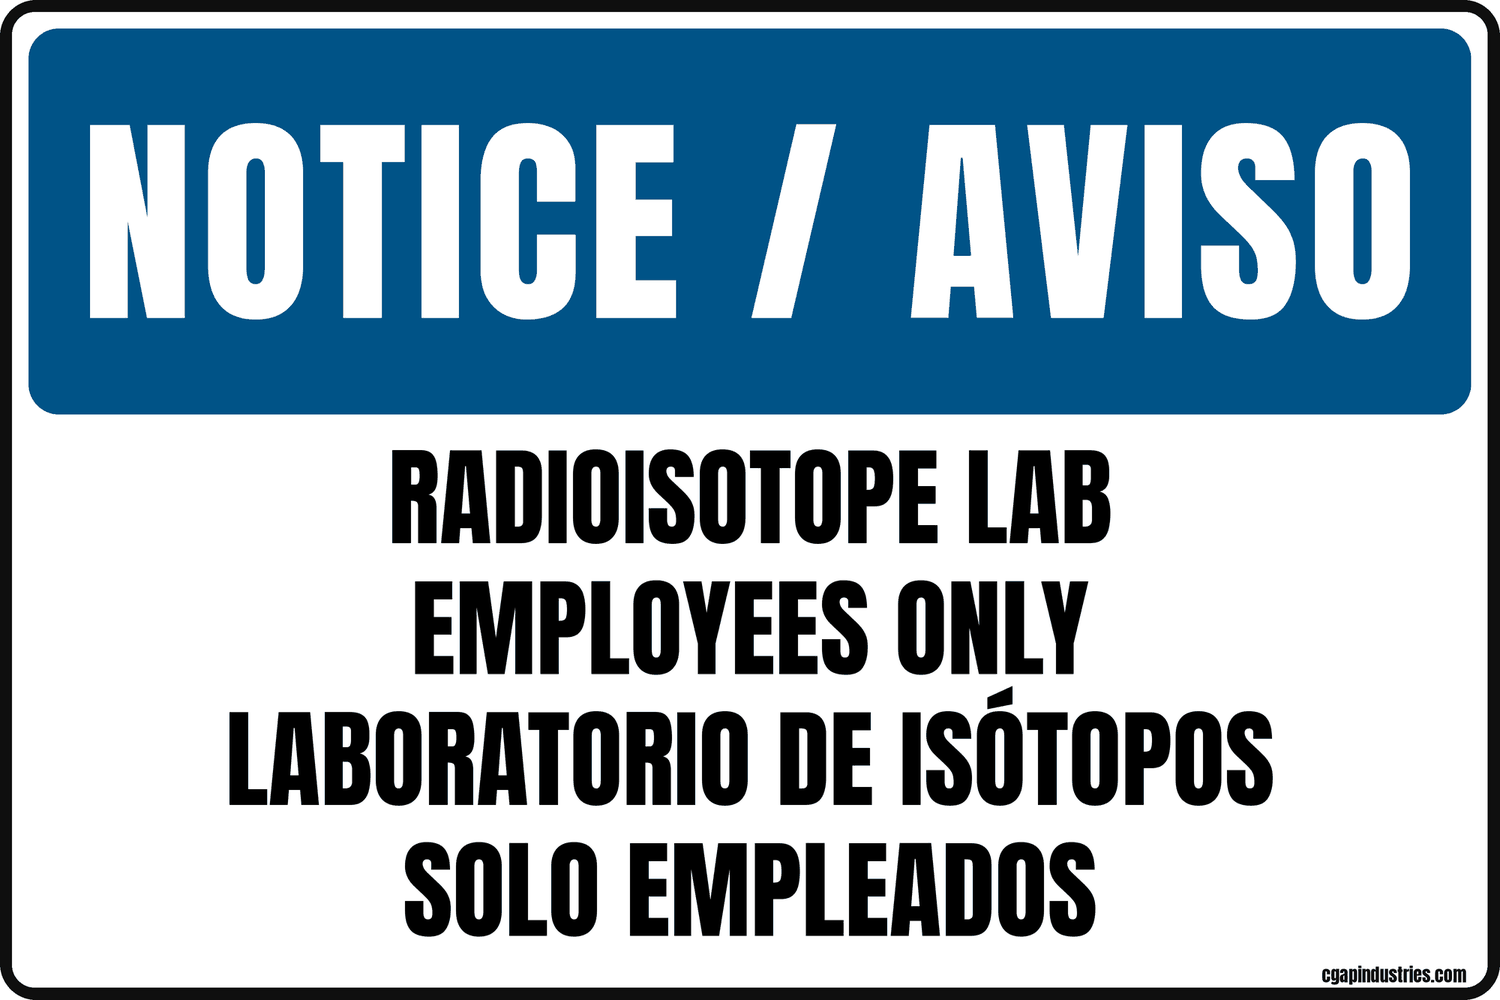 NOTICE / AVISO
RADIOISOTOPE LAB
EMPLOYEES ONLY
LABORATORIO DE ISÓTOPOS
SOLO EMPLEADOS
cgapindustries.com